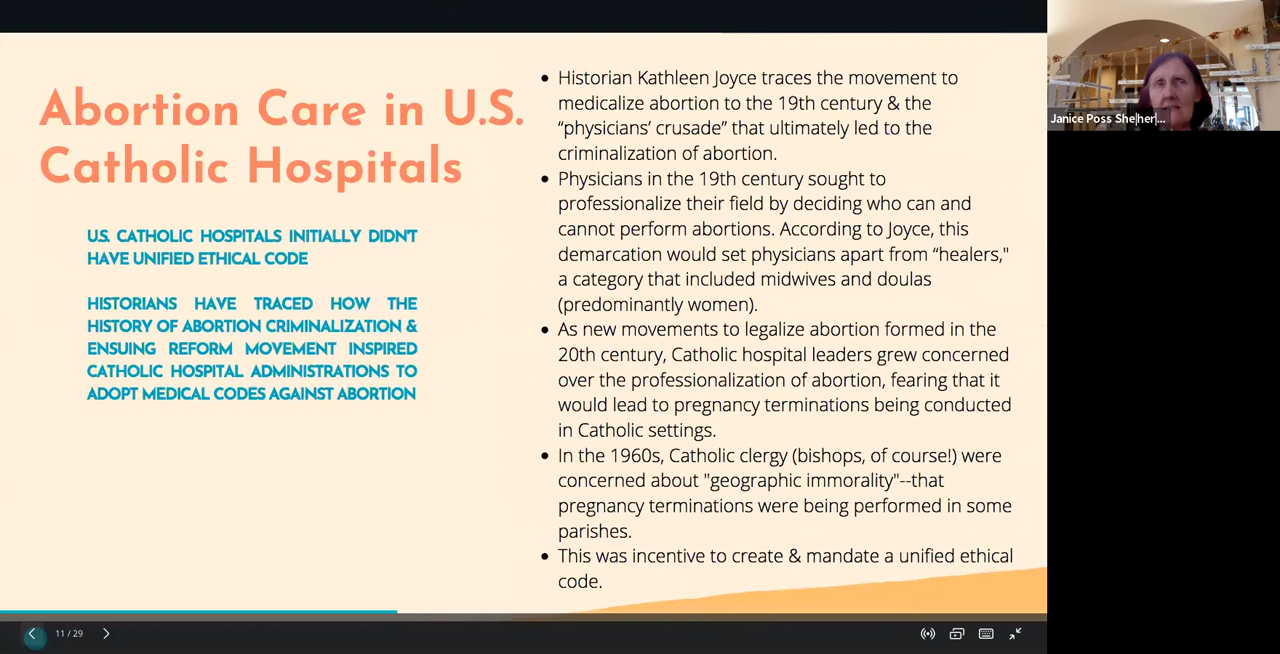 Abortion Care in U.S.
Catholic Hospitals
U.S. CATHOLIC HOSPITALS INITIALLY DIDN'T
HAVE UNIFIED ETHICAL CODE
HISTORIANS HAVE TRACED HOW THE
HISTORY OF ABORTION CRIMINALIZATION &
ENSUING REFORM MOVEMENT INSPIRED
CATHOLIC HOSPITAL ADMINISTRATIONS TO
ADOPT MEDICAL CODES AGAINST ABORTION
• Historian Kathleen Joyce traces the movement to
medicalize abortion to the 19th century & the
“physicians’ crusade” that ultimately led to the
criminalization of abortion.
• Physicians in the 19th century sought to
professionalize their field by deciding who can and
cannot perform abortions. According to Joyce, this
demarcation would set physicians apart from “healers,"
a category that included midwives and doulas
(predominantly women).
• As new movements to legalize abortion formed in the
20th century, Catholic hospital leaders grew concerned
over the professionalization of abortion, fearing that it
would lead to pregnancy terminations being conducted
in Catholic settings.
• In the 1960s, Catholic clergy (bishops, of course!) were
concerned about "geographic immorality"--that
pregnancy terminations were being performed in some
parishes.
• This was incentive to create & mandate a unified ethical
code.
11 / 29
Janice Poss